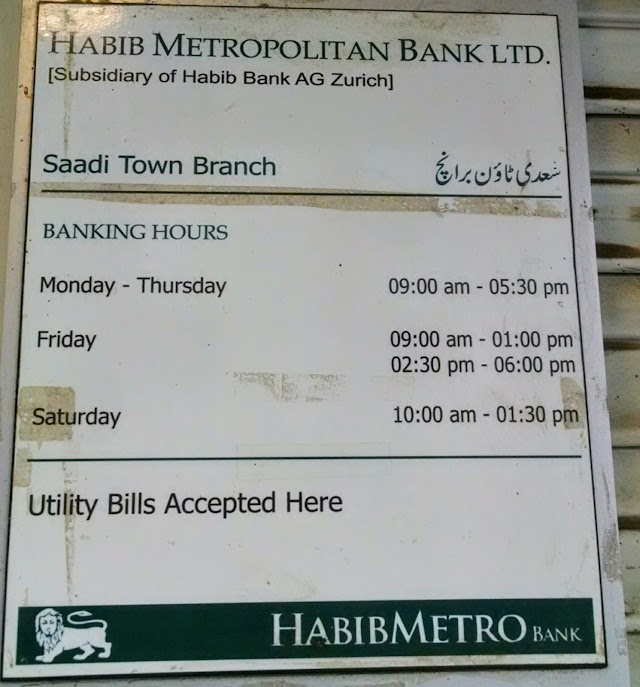 HABIB METROPOLITAN BANK LTD.
[Subsidiary of Habib Bank AG Zurich]
Saadi Town Branch سَعدی ٹاؤن برانچ
BANKING HOURS
Monday - Thursday 09:00 am - 05:30 pm
Friday 09:00 am - 01:00 pm
02:30 pm - 06:00 pm
Saturday 10:00 am - 01:30 pm
Utility Bills Accepted Here
HABIBMETRO BANK